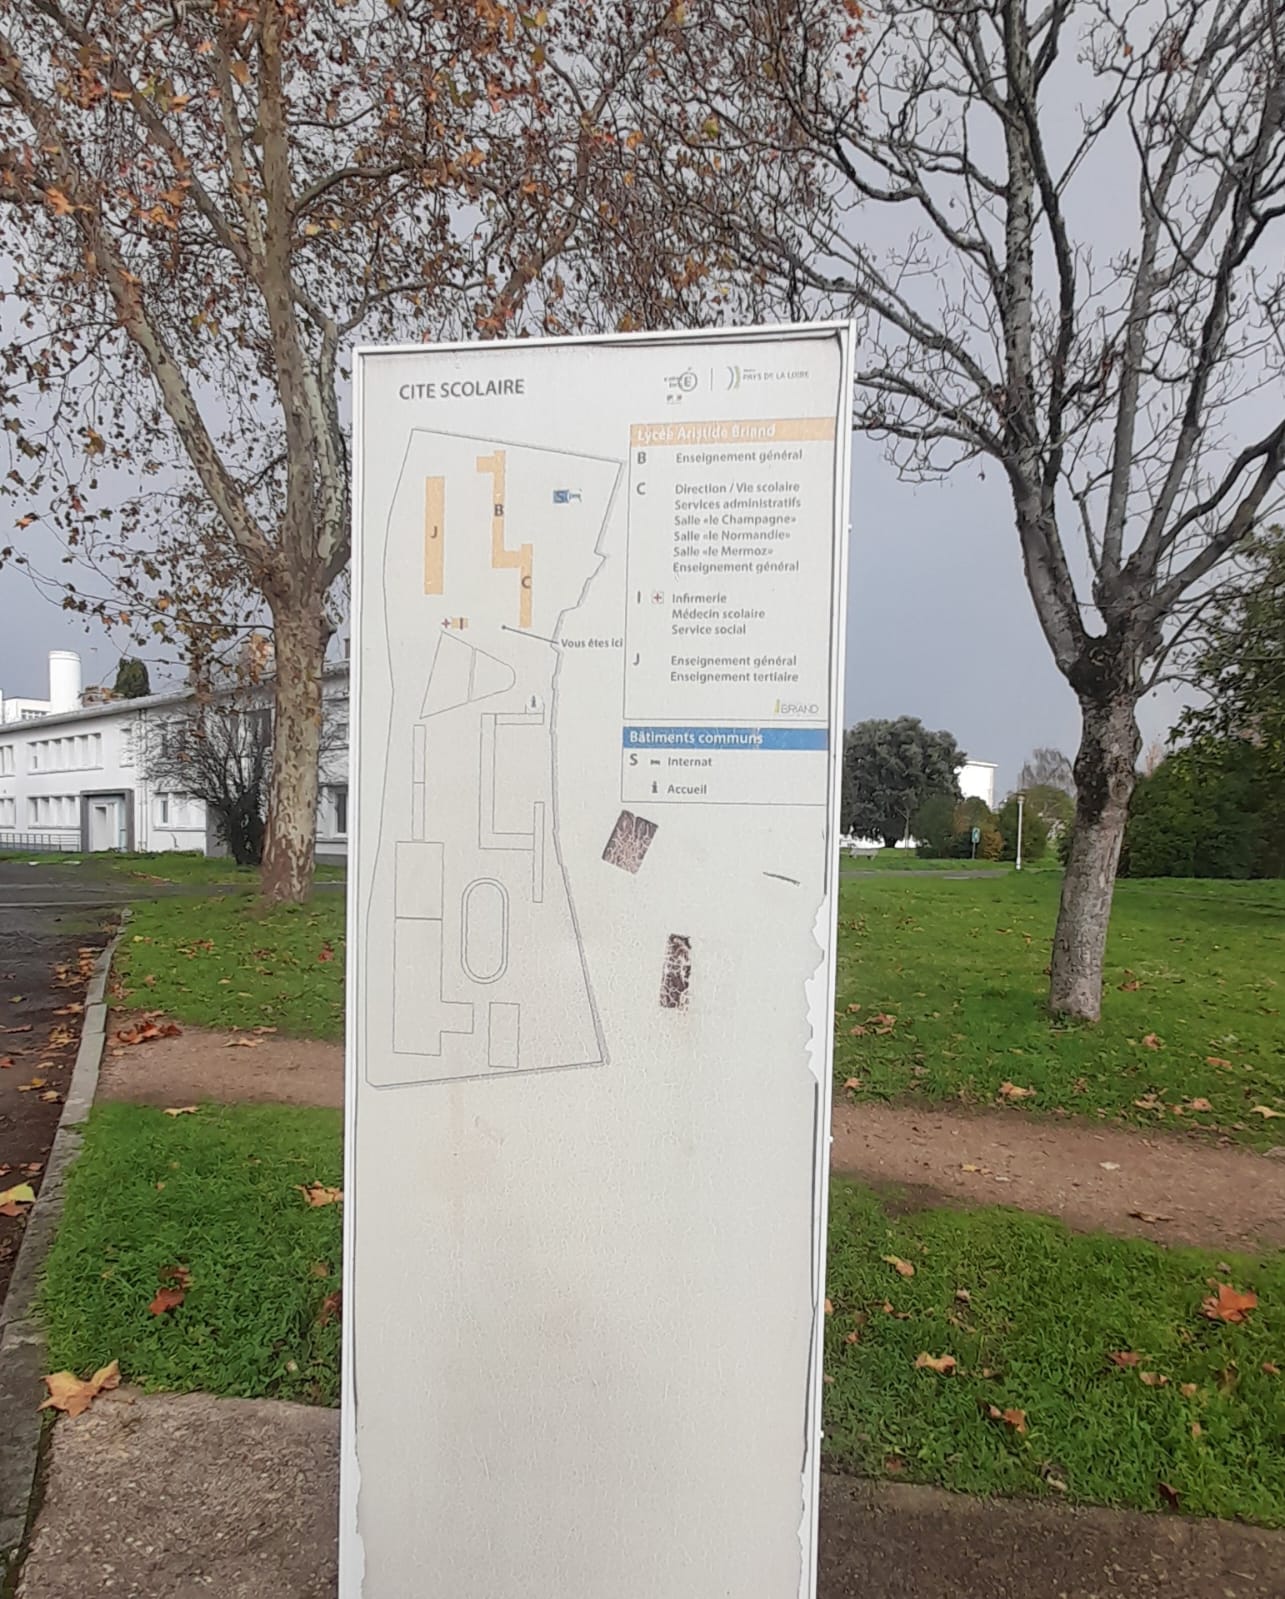 CITE SCOLAIRE
PAYS DE LA LOIRE
Lycée Aristide Briand
B Enseignement général
C Direction / Vie scolaire
Services administratifs
Salle «le Champagne»
Salle «le Normandie»
Salle «le Mermoz»
Enseignement général
I Infirmerie
Médecin scolaire
Service social
J Enseignement général
Enseignement tertiaire
BRIAND
Bâtiments communs
S Internat
Accueil
J
B
S
C
I
Vous êtes ici